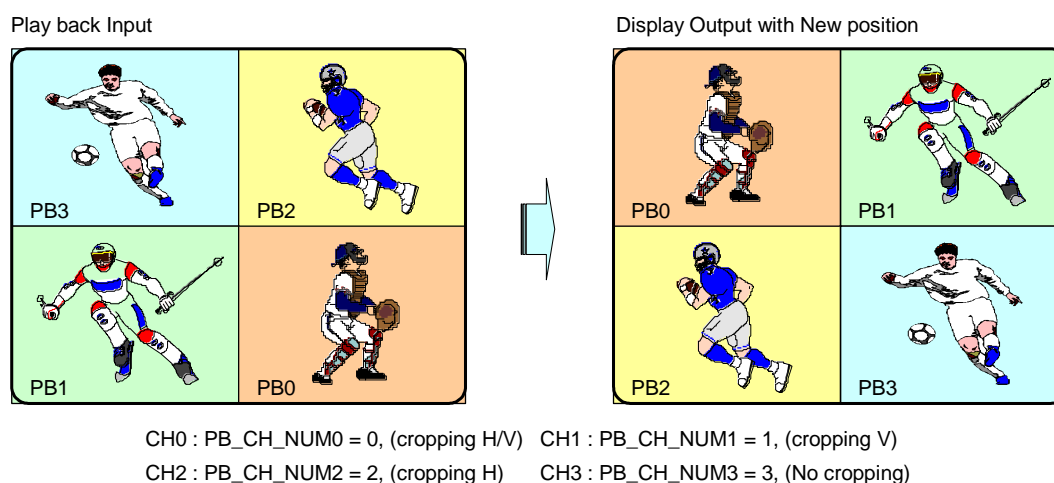 Play back Input
Display Output with New position
PB3
PB2
PB1
PB0
PB0
PB1
PB2
PB3
CH0 : PB_CH_NUM0 = 0, (cropping H/V) CH1 : PB_CH_NUM1 = 1, (cropping V)
CH2 : PB_CH_NUM2 = 2, (cropping H) CH3 : PB_CH_NUM3 = 3, (No cropping)